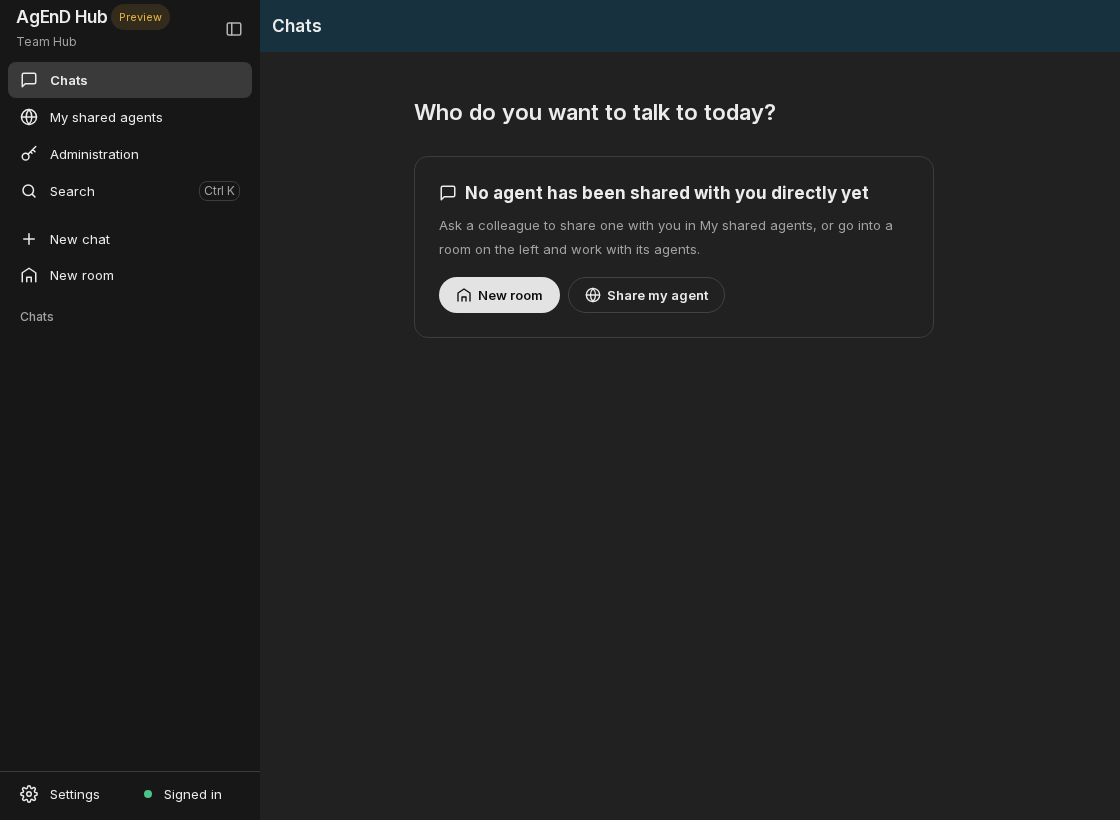 AgEnD Hub Preview
Team Hub
Chats
My shared agents
Administration
Search Ctrl K
New chat
New room
Chats
Settings
Signed in
Chats
Who do you want to talk to today?
No agent has been shared with you directly yet
Ask a colleague to share one with you in My shared agents, or go into a
room on the left and work with its agents.
New room
Share my agent